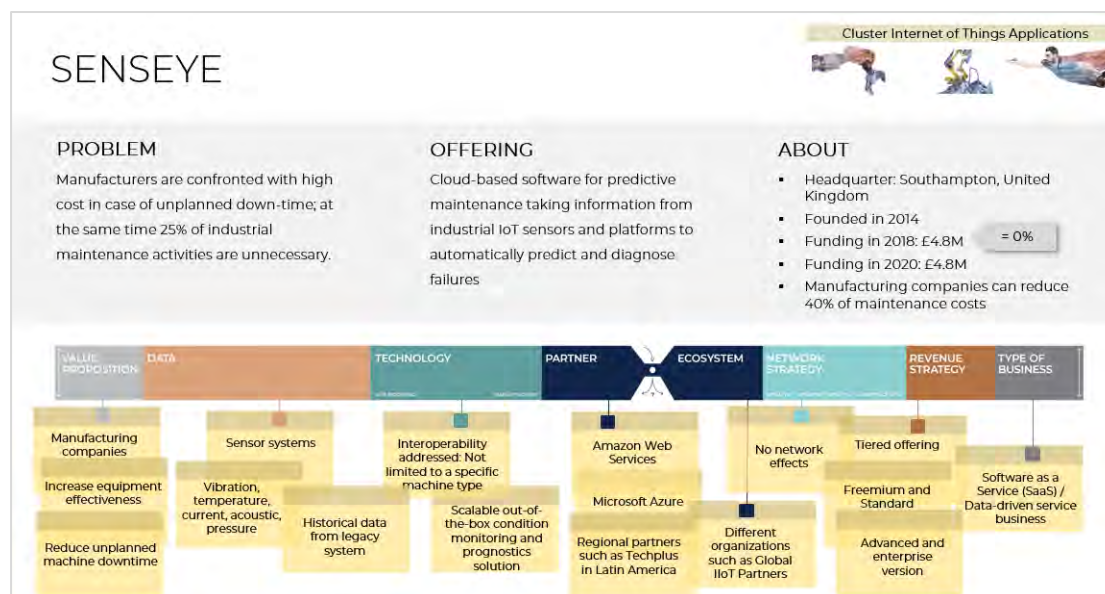 Cluster Internet of Things Applications
SENSEYE
PROBLEM
Manufacturers are confronted with high
cost in case of unplanned down-time; at
the same time 25% of industrial
maintenance activities are unnecessary.
OFFERING
Cloud-based software for predictive
maintenance taking information from
industrial IoT sensors and platforms to
automatically predict and diagnose
failures
ABOUT
▪ Headquarter: Southampton, United
Kingdom
▪ Founded in 2014
▪ Funding in 2018: £4.8M
= 0%
▪ Funding in 2020: £4.8M
▪ Manufacturing companies can reduce
40% of maintenance costs
VALUE
PROPOSITION
DATA
TECHNOLOGY
PARTNER
ECOSYSTEM
NETWORK
STRATEGY
REVENUE
STRATEGY
TYPE OF
BUSINESS
Manufacturing
companies
Increase equipment
effectiveness
Reduce unplanned
machine downtime
Sensor systems
Vibration,
temperature,
current, acoustic,
pressure
Historical data
from legacy
system
Interoperability
addressed: Not
limited to a specific
machine type
Scalable out-of-
the-box condition
monitoring and
prognostics
solution
Amazon Web
Services
Microsoft Azure
Regional partners
such as Techplus
in Latin America
Different
organizations
such as Global
IIoT Partners
No network
effects
Tiered offering
Freemium and
Standard
Advanced and
enterprise
version
Software as a
Service (SaaS) /
Data-driven service
business